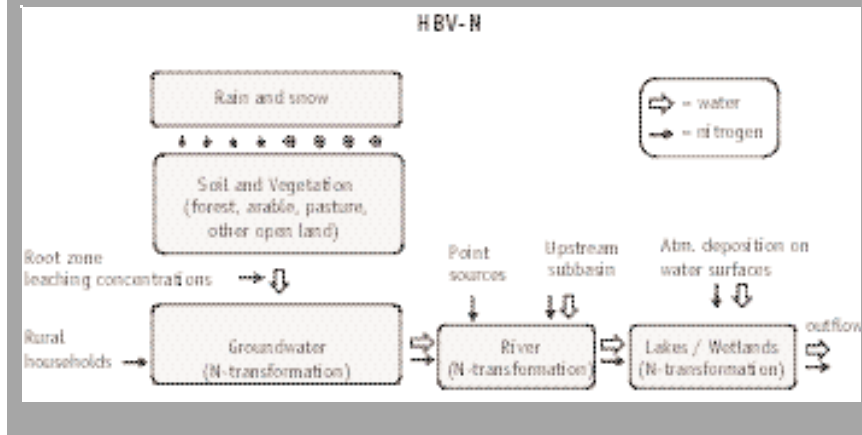 HBV-N
Rain and snow
= water
= nitrogen
Soil and Vegetation
(forest, arable, pasture,
other open land)
Root zone
leaching concentrations
Point
sources
Upstream
subbasin
Atm. deposition on
water surfaces
Rural
households
Groundwater
(N-transformation)
River
(N-transformation)
Lakes / Wetlands
(N-transformation)
outflow